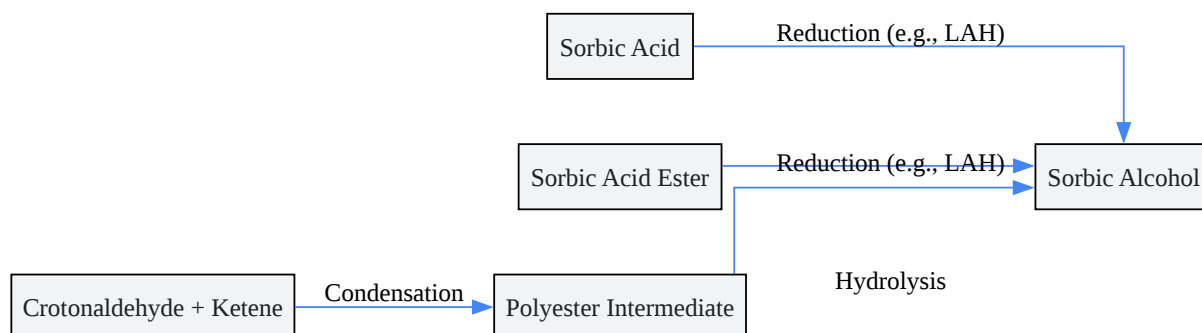 Sorbic Acid
Reduction (e.g., LAH)
Sorbic Acid Ester
Reduction (e.g., LAH)
Sorbic Alcohol
Crotonaldehyde + Ketene
Condensation
Polyester Intermediate
Hydrolysis